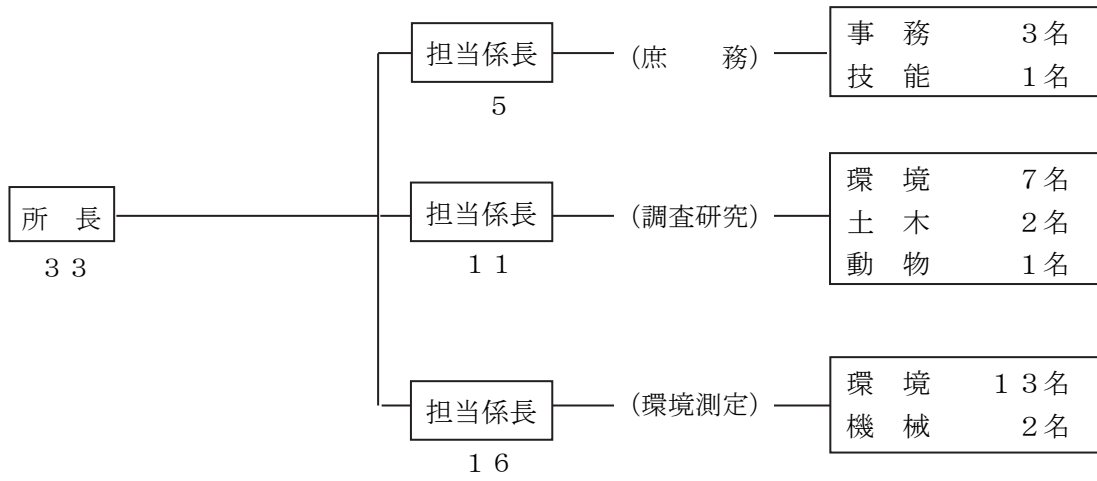 所　長
３３
担当係長
５
（庶　　務）
事　務　　　３名
技　能　　　１名
担当係長
１１
（調査研究）
環　境　　　７名
土　木　　　２名
動　物　　　１名
担当係長
１６
（環境測定）
環　境　　１３名
機　械　　　２名